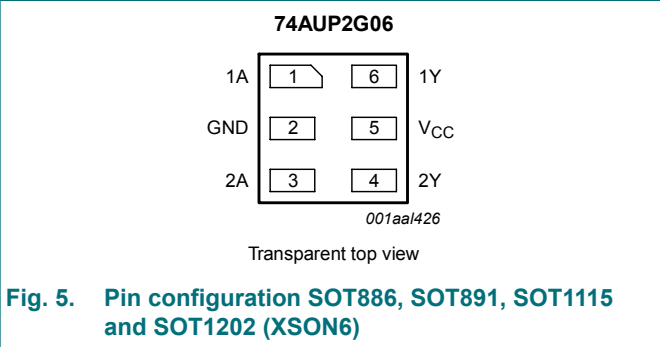 74AUP2G06
1A 1 6 1Y
GND 2 5 VCC
2A 3 4 2Y
001aal426
Transparent top view
Fig. 5. Pin configuration SOT886, SOT891, SOT1115
and SOT1202 (XSON6)